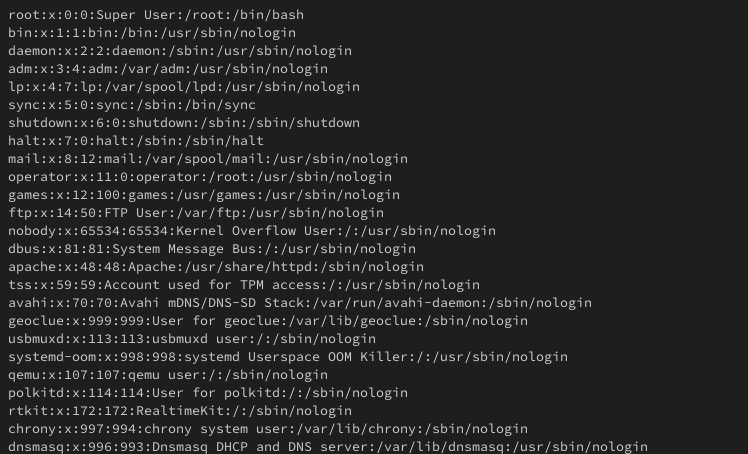 root:x:0:0:Super User:/root:/bin/bash
bin:x:1:1:bin:/bin:/usr/sbin/nologin
daemon:x:2:2:daemon:/sbin:/usr/sbin/nologin
adm:x:3:4:adm:/var/adm:/usr/sbin/nologin
lp:x:4:7:lp:/var/spool/lpd:/usr/sbin/nologin
sync:x:5:0:sync:/sbin:/bin/sync
shutdown:x:6:0:shutdown:/sbin:/sbin/shutdown
halt:x:7:0:halt:/sbin:/sbin/halt
mail:x:8:12:mail:/var/spool/mail:/usr/sbin/nologin
operator:x:11:0:operator:/root:/usr/sbin/nologin
games:x:12:100:games:/usr/games:/usr/sbin/nologin
ftp:x:14:50:FTP User:/var/ftp:/usr/sbin/nologin
nobody:x:65534:65534:Kernel Overflow User:/:/usr/sbin/nologin
dbus:x:81:81:System Message Bus:/:/usr/sbin/nologin
apache:x:48:48:Apache:/usr/share/httpd:/sbin/nologin
tss:x:59:59:Account used for TPM access:/:/usr/sbin/nologin
avahi:x:70:70:Avahi mDNS/DNS-SD Stack:/var/run/avahi-daemon:/sbin/nologin
geoclue:x:999:999:User for geoclue:/var/lib/geoclue:/sbin/nologin
usbmuxd:x:113:113:usbmuxd user:/:/sbin/nologin
systemd-oom:x:998:998:systemd Userspace OOM Killer:/:/usr/sbin/nologin
qemu:x:107:107:qemu user:/:/sbin/nologin
polkitd:x:114:114:User for polkitd:/:/sbin/nologin
rtkit:x:172:172:RealtimeKit:/:/sbin/nologin
chrony:x:997:994:chrony system user:/var/lib/chrony:/sbin/nologin
dnsmasq:x:996:993:Dnsmasq DHCP and DNS server:/var/lib/dnsmasq:/usr/sbin/nologin